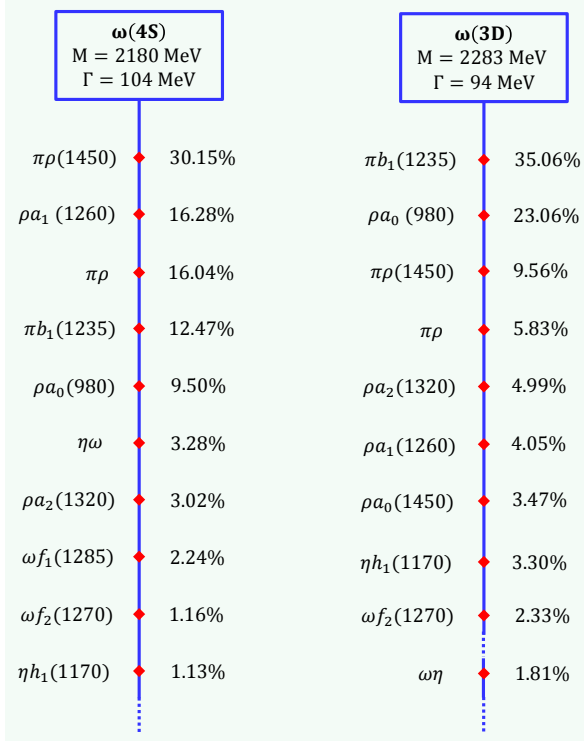 ω(4S)
M = 2180 MeV
Γ = 104 MeV
πρ(1450) 30.15%
ρa₁ (1260) 16.28%
πρ 16.04%
πb₁(1235) 12.47%
ρa₀(980) 9.50%
ηω 3.28%
ρa₂(1320) 3.02%
ωf₁(1285) 2.24%
ωf₂(1270) 1.16%
ηh₁(1170) 1.13%
ω(3D)
M = 2283 MeV
Γ = 94 MeV
πb₁(1235) 35.06%
ρa₀ (980) 23.06%
πρ(1450) 9.56%
πρ 5.83%
ρa₂(1320) 4.99%
ρa₁(1260) 4.05%
ρa₀(1450) 3.47%
ηh₁(1170) 3.30%
ωf₂(1270) 2.33%
ωη 1.81%